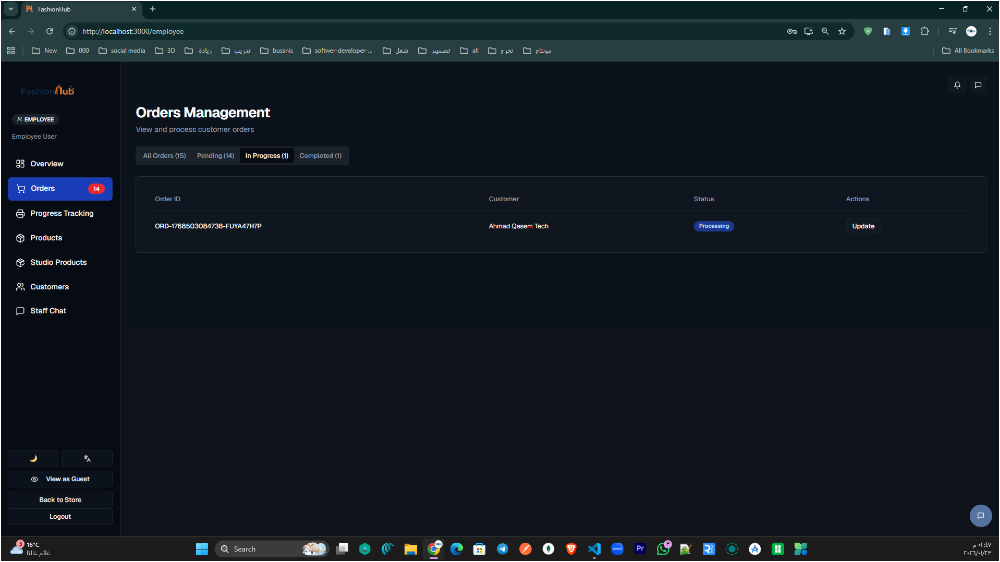 FashionHub
http://localhost:3000/employee
New
000
social media
3D
ريادة
تدريب
bussnis
softwer-developer-...
شغل
تصميم
all
تخرج
مونتاج
All Bookmarks
FashionHub
EMPLOYEE
Employee User
Overview
Orders
14
Progress Tracking
Products
Studio Products
Customers
Staff Chat
View as Guest
Back to Store
Logout
Orders Management
View and process customer orders
All Orders (15)
Pending (14)
In Progress (1)
Completed (1)
Order ID Customer Status Actions
ORD-1768503084738-FUYA47H7P Ahmad Qasem Tech Processing Update
3
16°C
غائم غالبًا
Search
zoom
Pr
٣
٠٢:٤٧ م
٢٠٢٦/٠١/٢٣